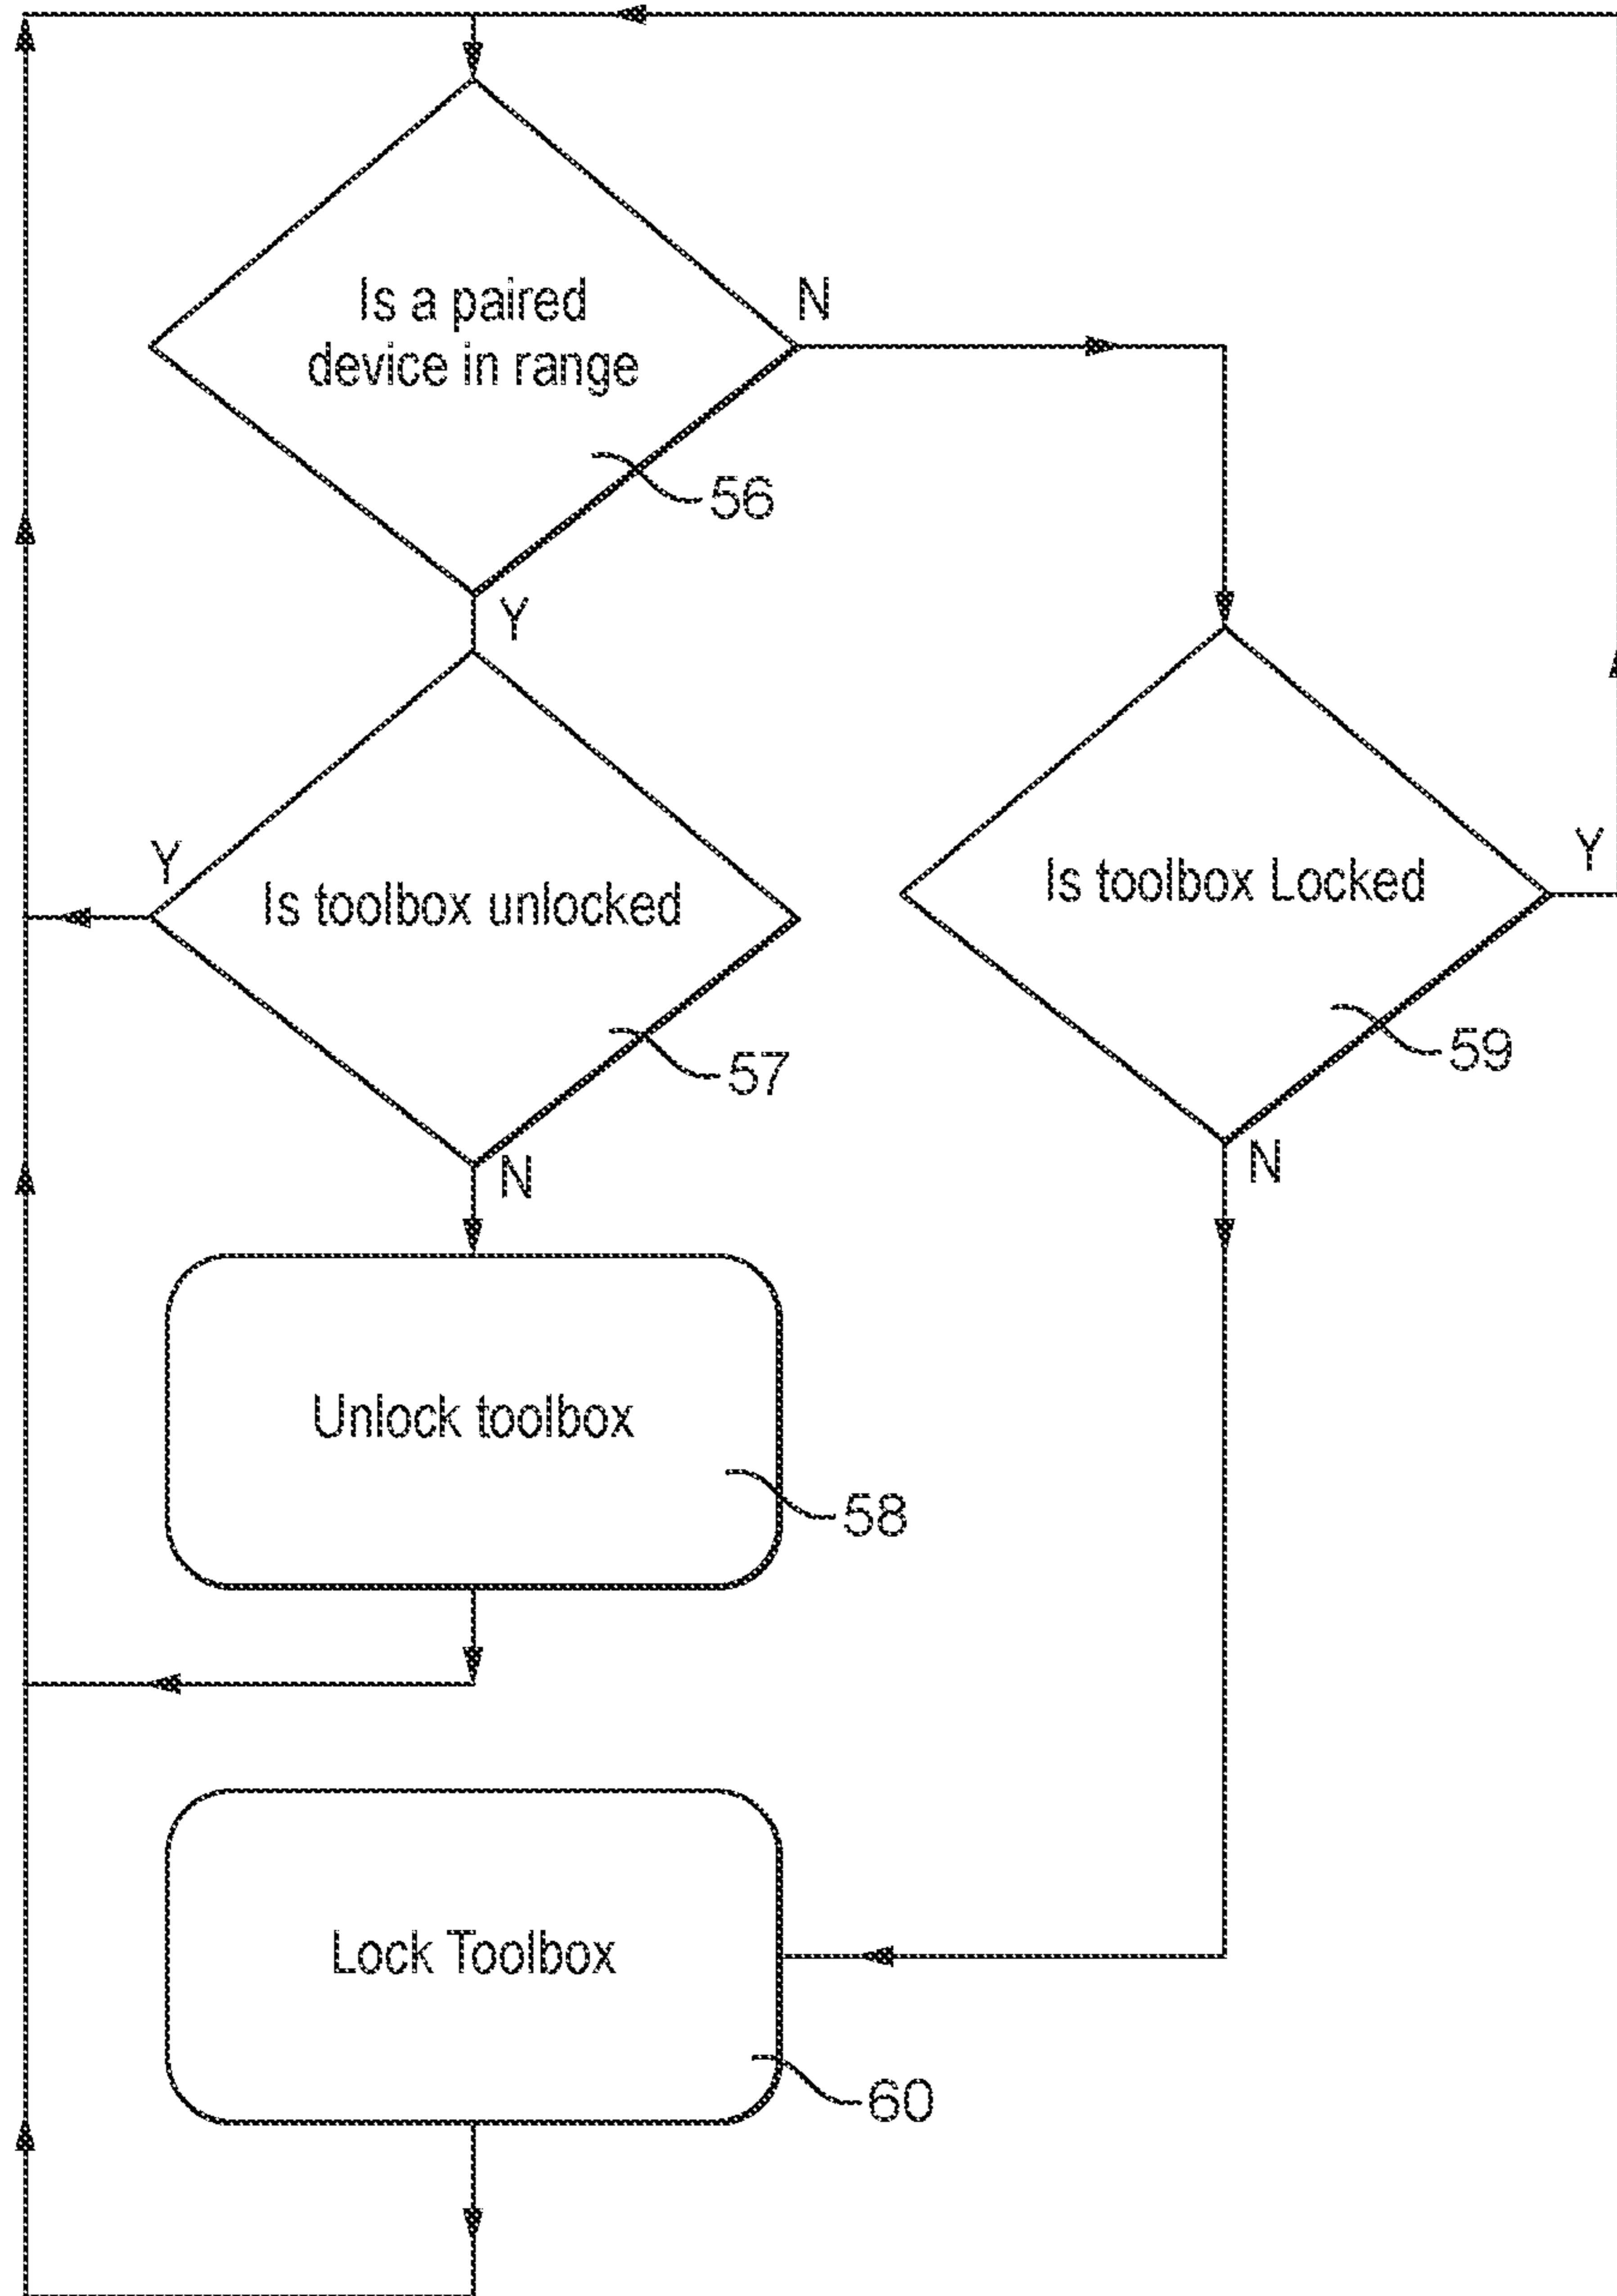 Is a paired
device in range
N
56
Y
Y
Is toolbox unlocked
57
N
Is toolbox Locked
Y
59
N
Unlock toolbox
58
Lock Toolbox
60